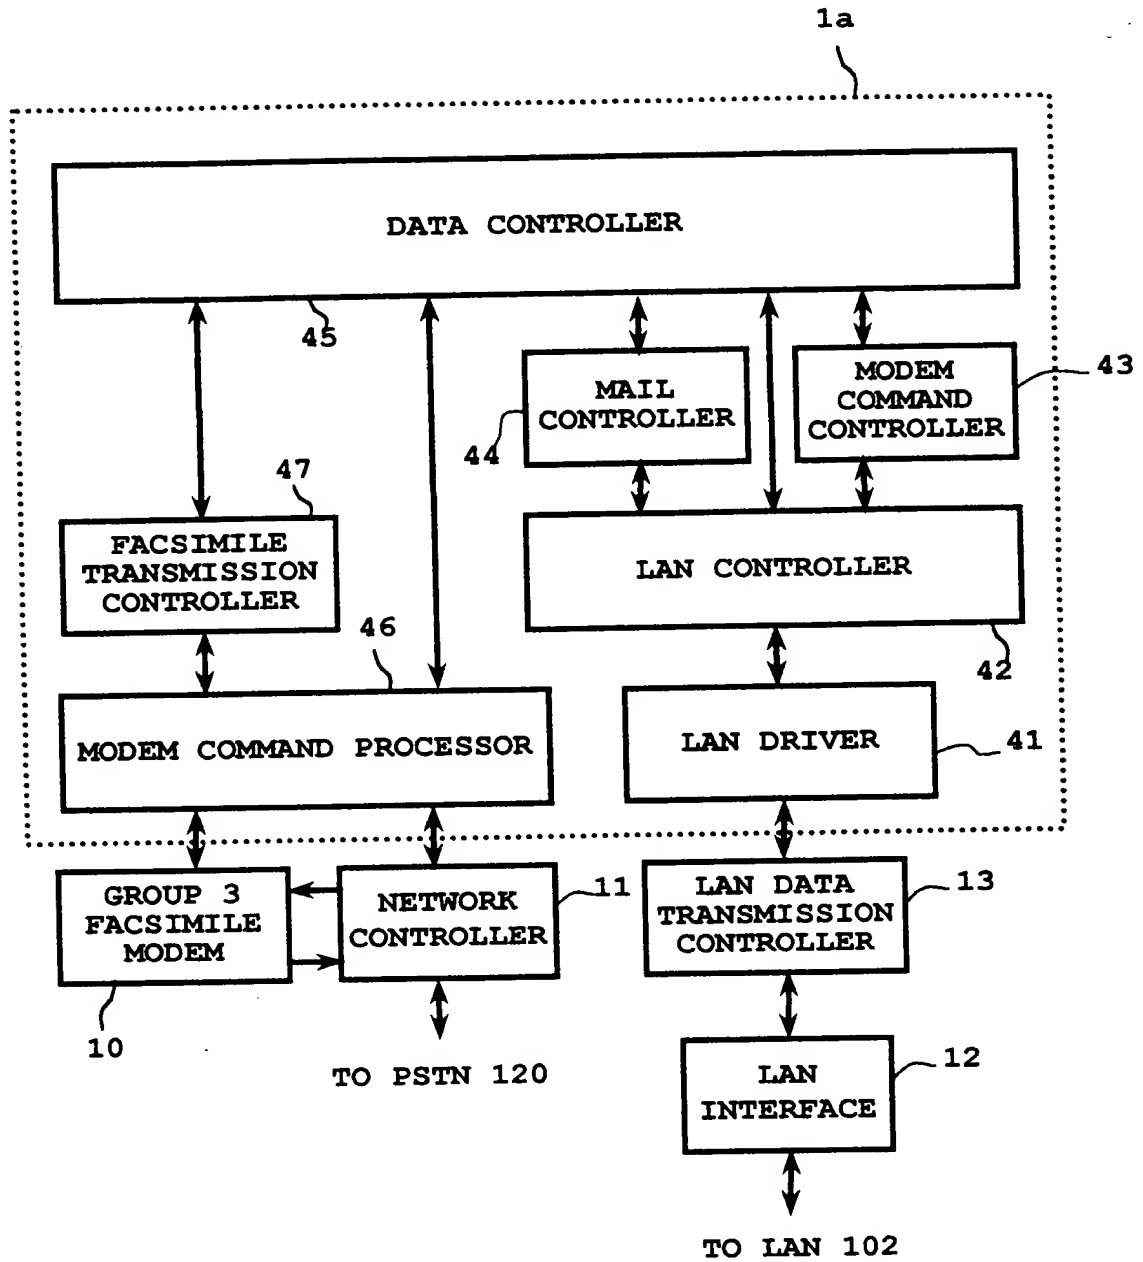 1a
DATA CONTROLLER
45
MAIL
CONTROLLER
44
MODEM
COMMAND
CONTROLLER
43
47
FACSIMILE
TRANSMISSION
CONTROLLER
LAN CONTROLLER
42
46
MODEM COMMAND PROCESSOR
LAN DRIVER
41
GROUP 3
FACSIMILE
MODEM
10
NETWORK
CONTROLLER
11
LAN DATA
TRANSMISSION
CONTROLLER
13
TO PSTN 120
LAN
INTERFACE
12
TO LAN 102